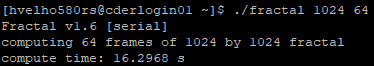 [hvelho580rs@cderlogin01 ~]$ ./fractal 1024 64
Fractal v1.6 [serial]
computing 64 frames of 1024 by 1024 fractal
compute time: 16.2968 s